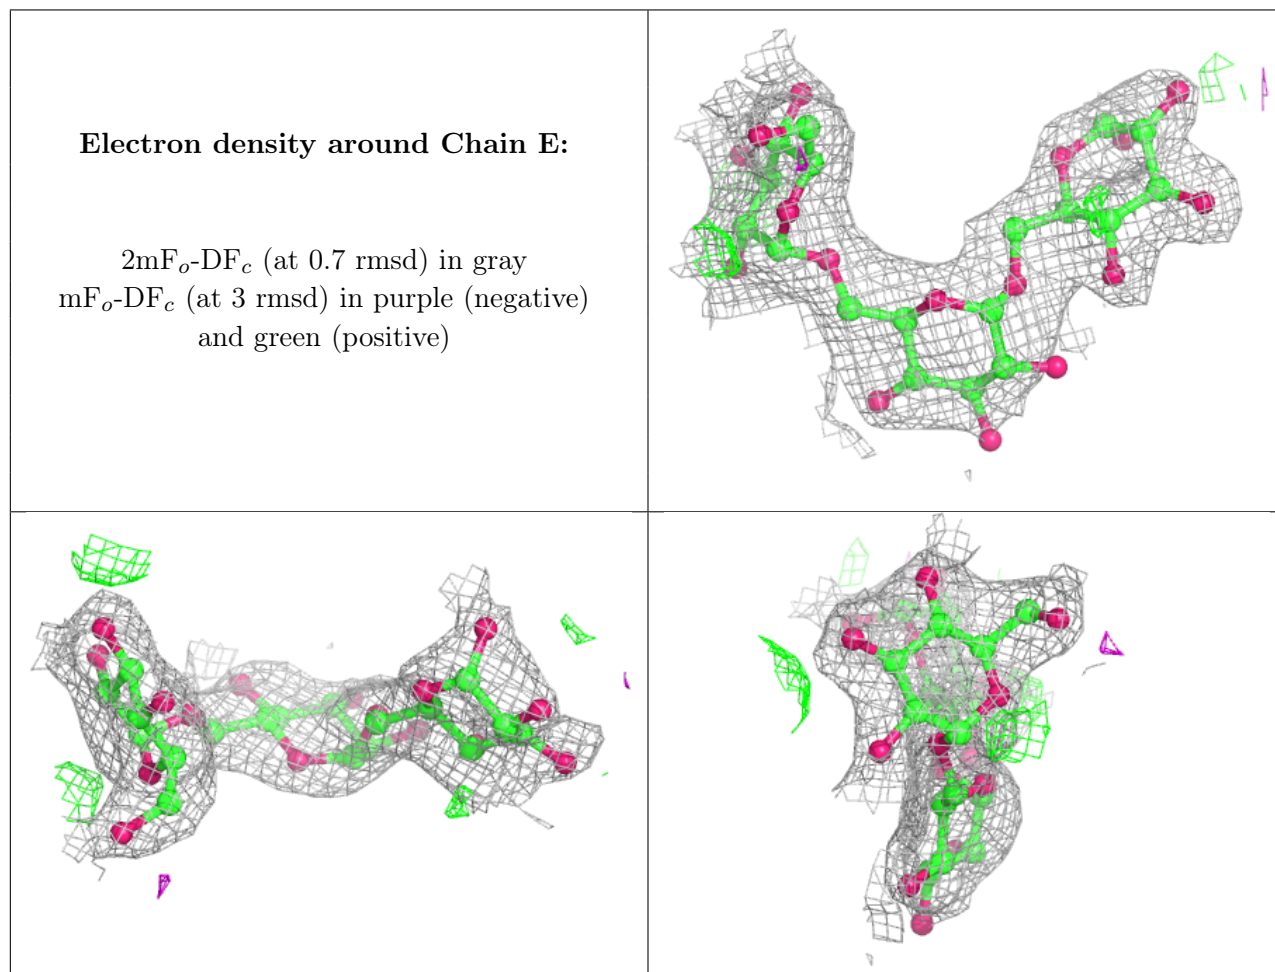 Electron density around Chain E:
2mFo-DFc (at 0.7 rmsd) in gray
mFo-DFc (at 3 rmsd) in purple (negative)
and green (positive)